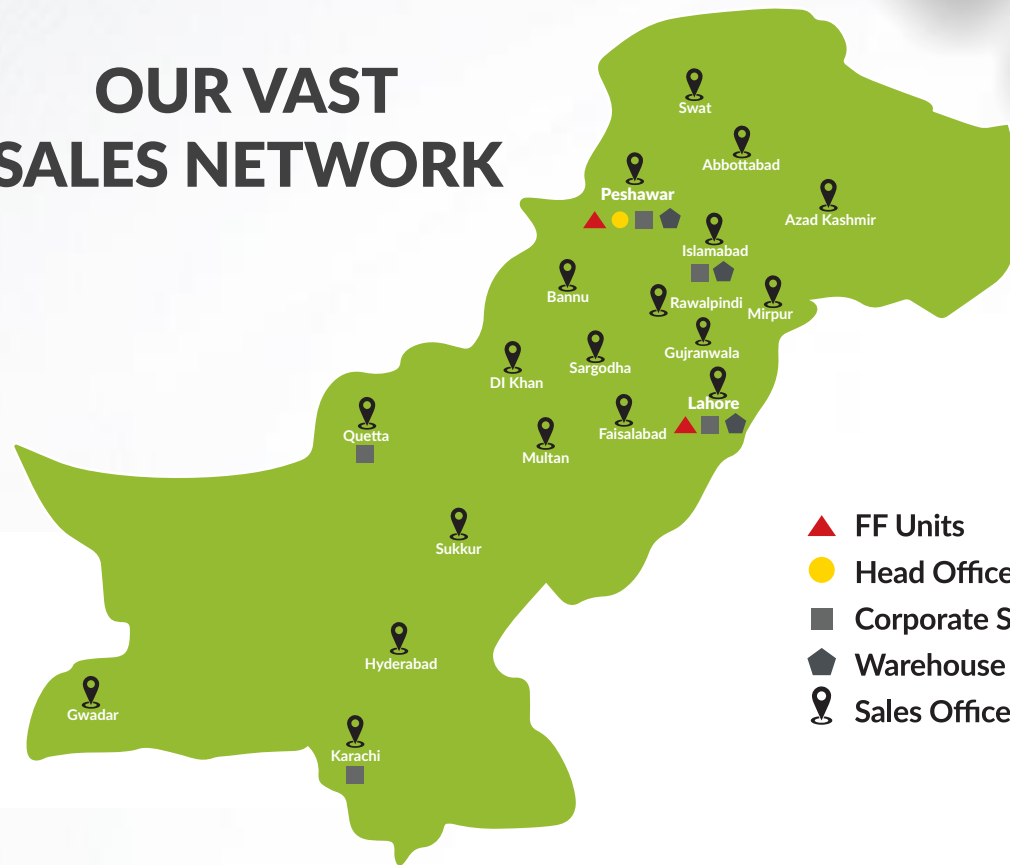 OUR VAST
SALES NETWORK
Swat
Abbottabad
Peshawar
Azad Kashmir
Islamabad
Bannu
Rawalpindi
Mirpur
Gujranwala
Sargodha
DI Khan
Lahore
Quetta
Faisalabad
Multan
Sukkur
Hyderabad
Gwadar
Karachi
FF Units
Head Office
Corporate S
Warehouse
Sales Office